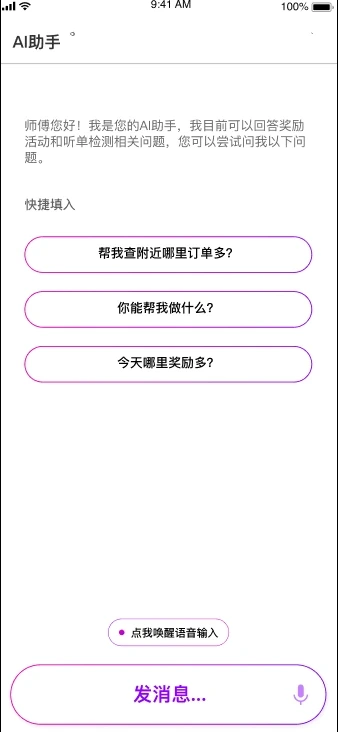 9:41 AM
100%
AI助手
师傅您好！我是您的AI助手，我目前可以回答奖励
活动和听单检测相关问题，您可以尝试问我以下问
题。
快捷填入
帮我查附近哪里订单多?
你能帮我做什么?
今天哪里奖励多?
点我唤醒语音输入
发消息...